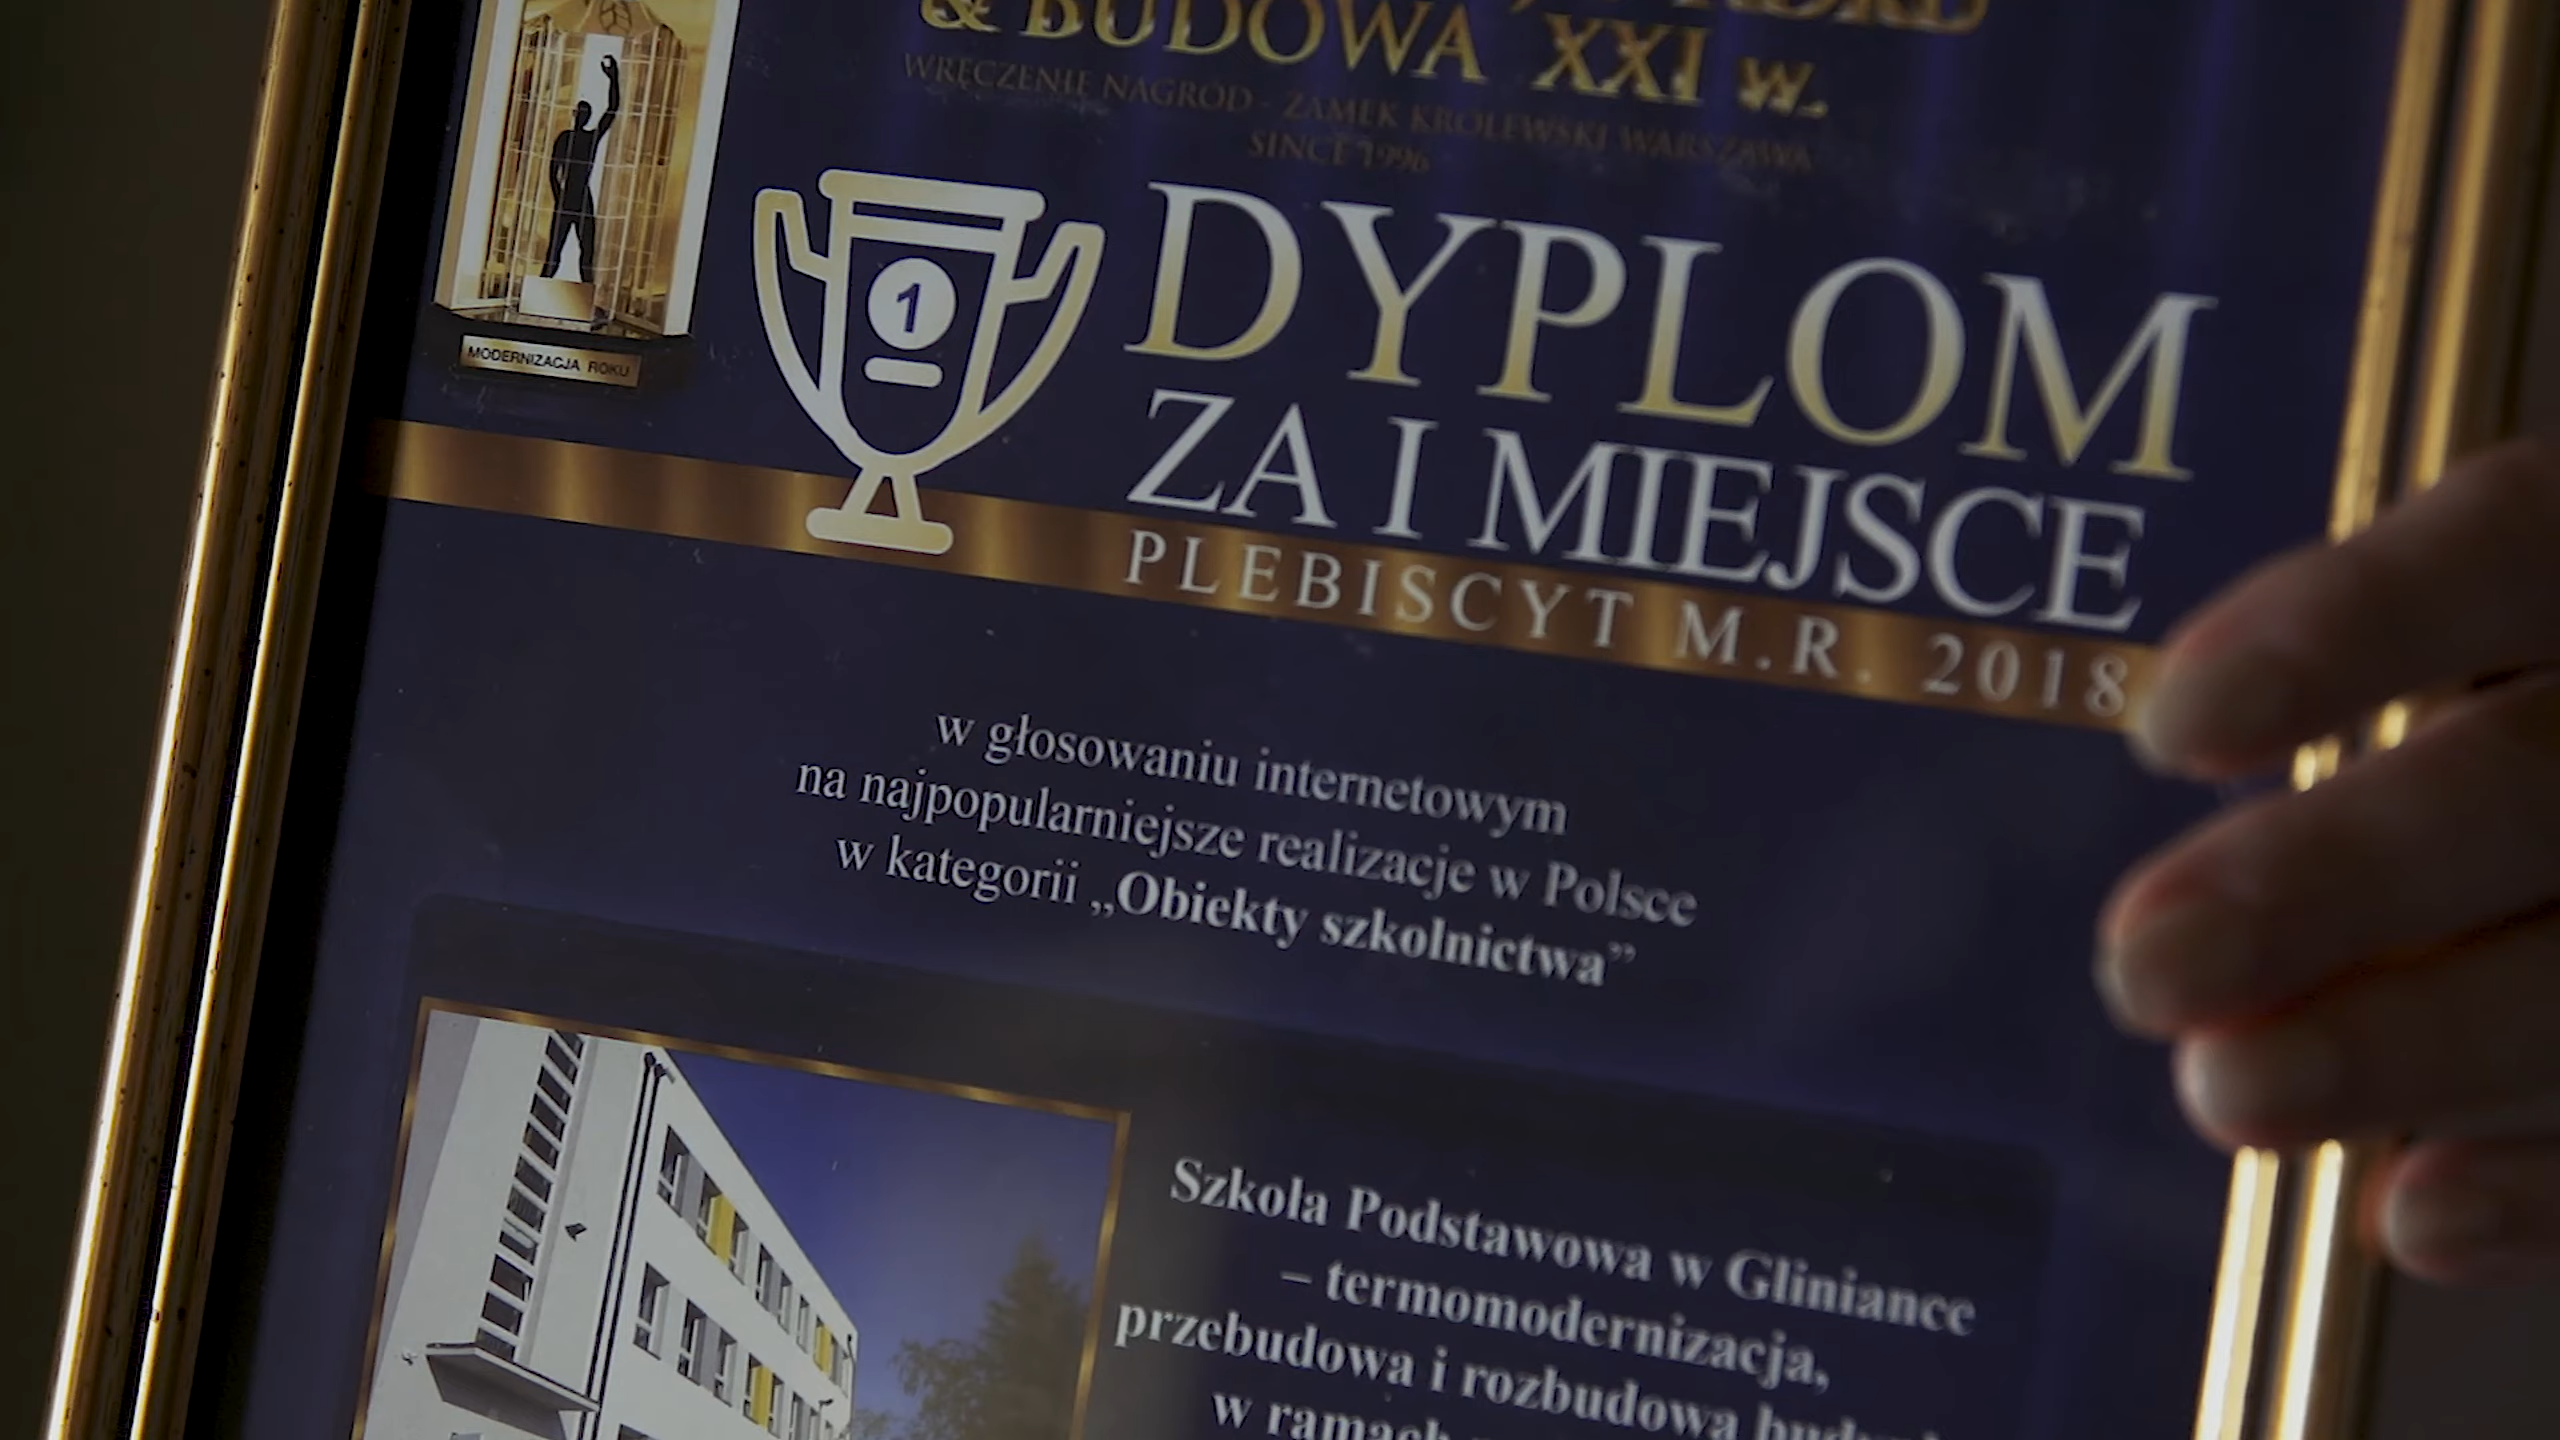 & BUDOWA XXI w.
WRĘCZENIE NAGRÓD - ZAMEK KRÓLEWSKI WARSZAWA
SINCE 1996
MODERNIZACJA ROKU
1
DYPLOM
ZA I MIEJSCE
PLEBISCYT M.R. 2018
w głosowaniu internetowym
na najpopularniejsze realizacje w Polsce
w kategorii „Obiekty szkolnictwa”
Szkoła Podstawowa w Gliniance
– termomodernizacja,
przebudowa i rozbudowa
w ramach